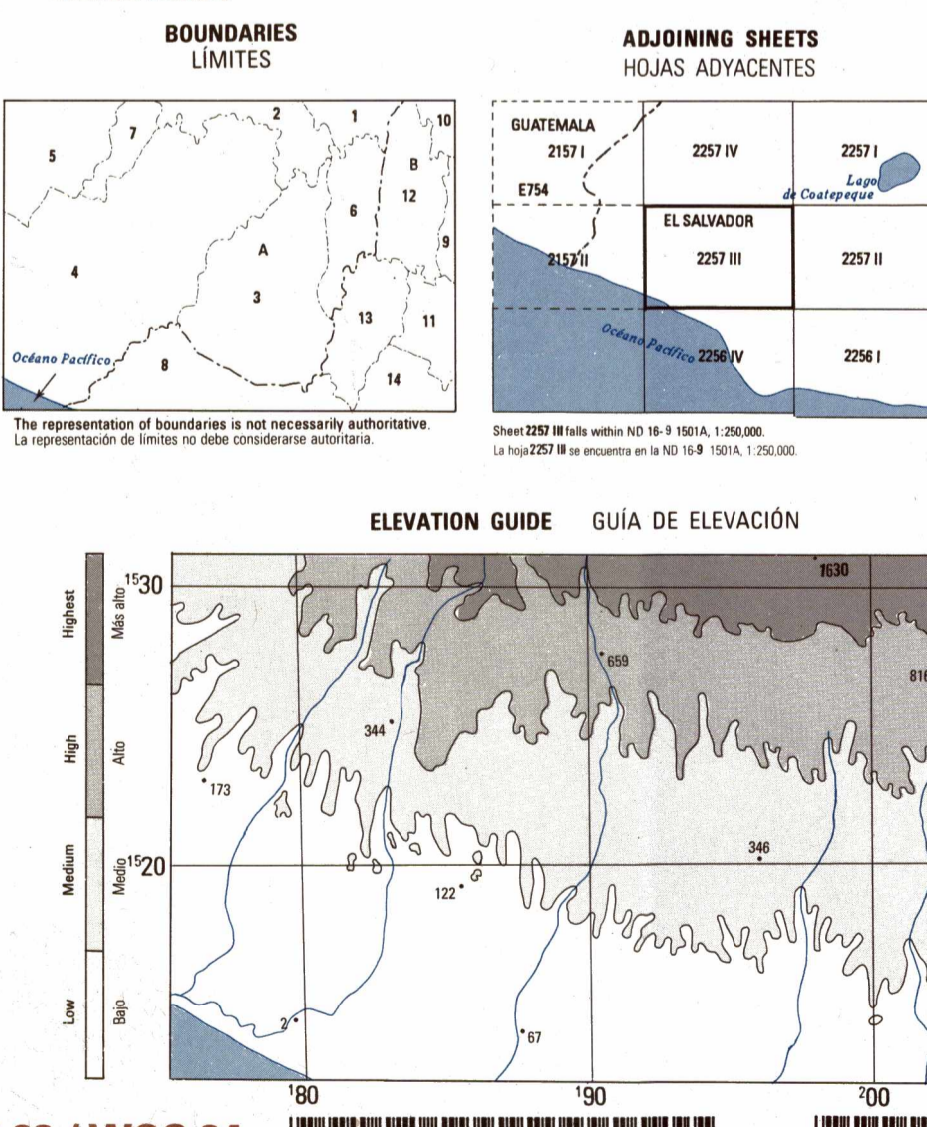 BOUNDARIES
LÍMITES
2
1
10
7
5
B
12
6
9
A
4
3
13
11
8
14
Océano Pacífico
The representation of boundaries is not necessarily authoritative.
La representación de límites no debe considerarse autoritaria.
ADJOINING SHEETS
HOJAS ADYACENTES
GUATEMALA
2157 I
2257 IV
2257 I
E754
Lago
de Coatepeque
EL SALVADOR
2157 II
2257 III
2257 II
Océano Pacífico
2256 IV
2256 I
Sheet 2257 III falls within ND 16-9 1501A, 1:250,000.
La hoja 2257 III se encuentra en la ND 16-9 1501A, 1:250,000.
ELEVATION GUIDE GUÍA DE ELEVACIÓN
Highest
Más alto
High
Alto
Medium
Medio
Low
Bajo
1530
1630
659
816
344
173
346
1520
122
2
67
180
190
200